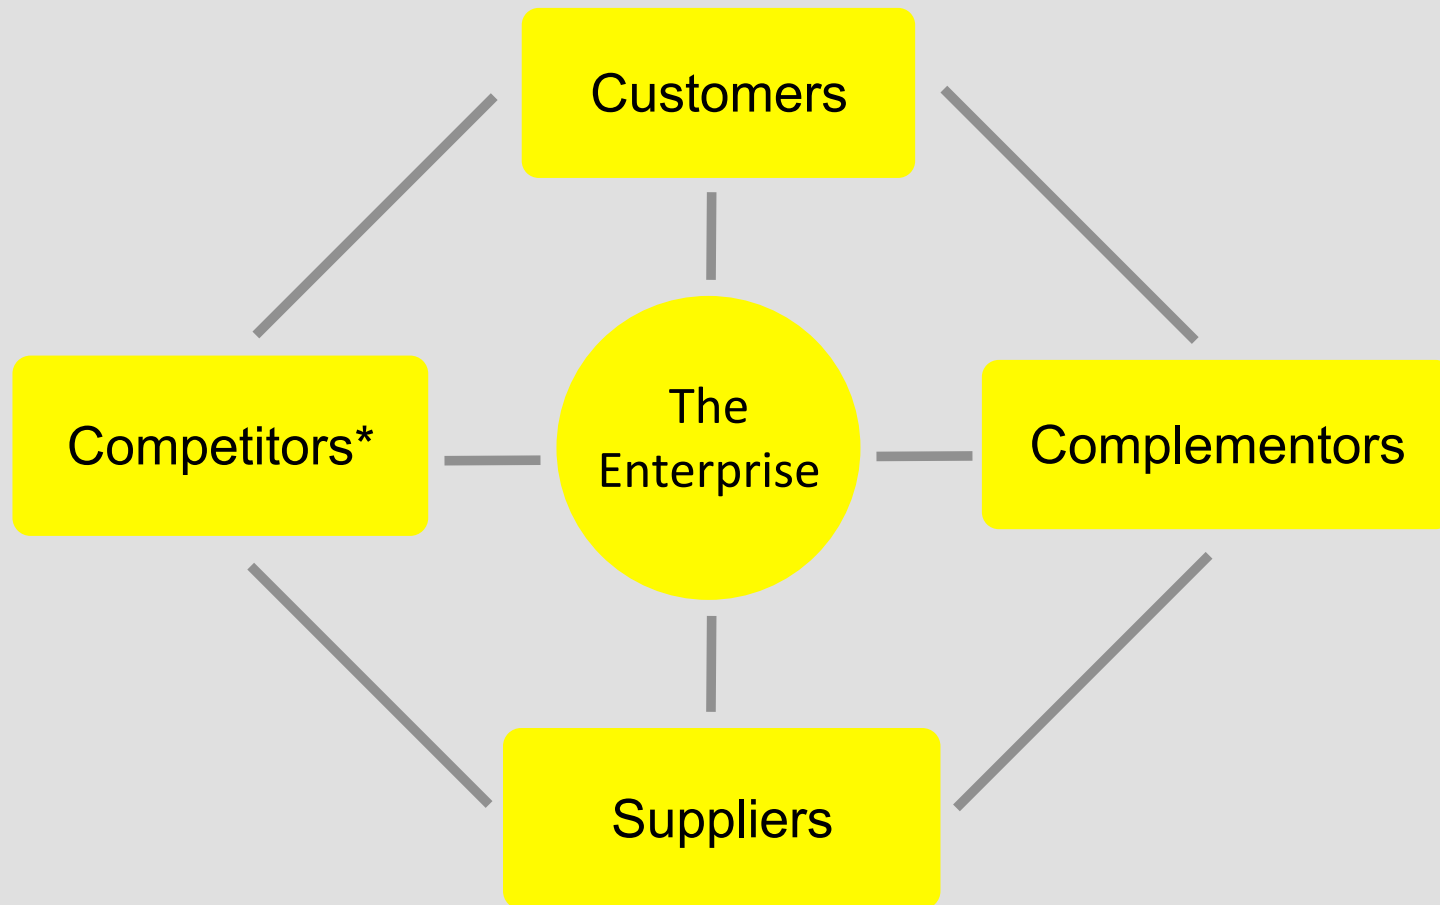 Customers
Competitors*
The
Enterprise
Complementors
Suppliers